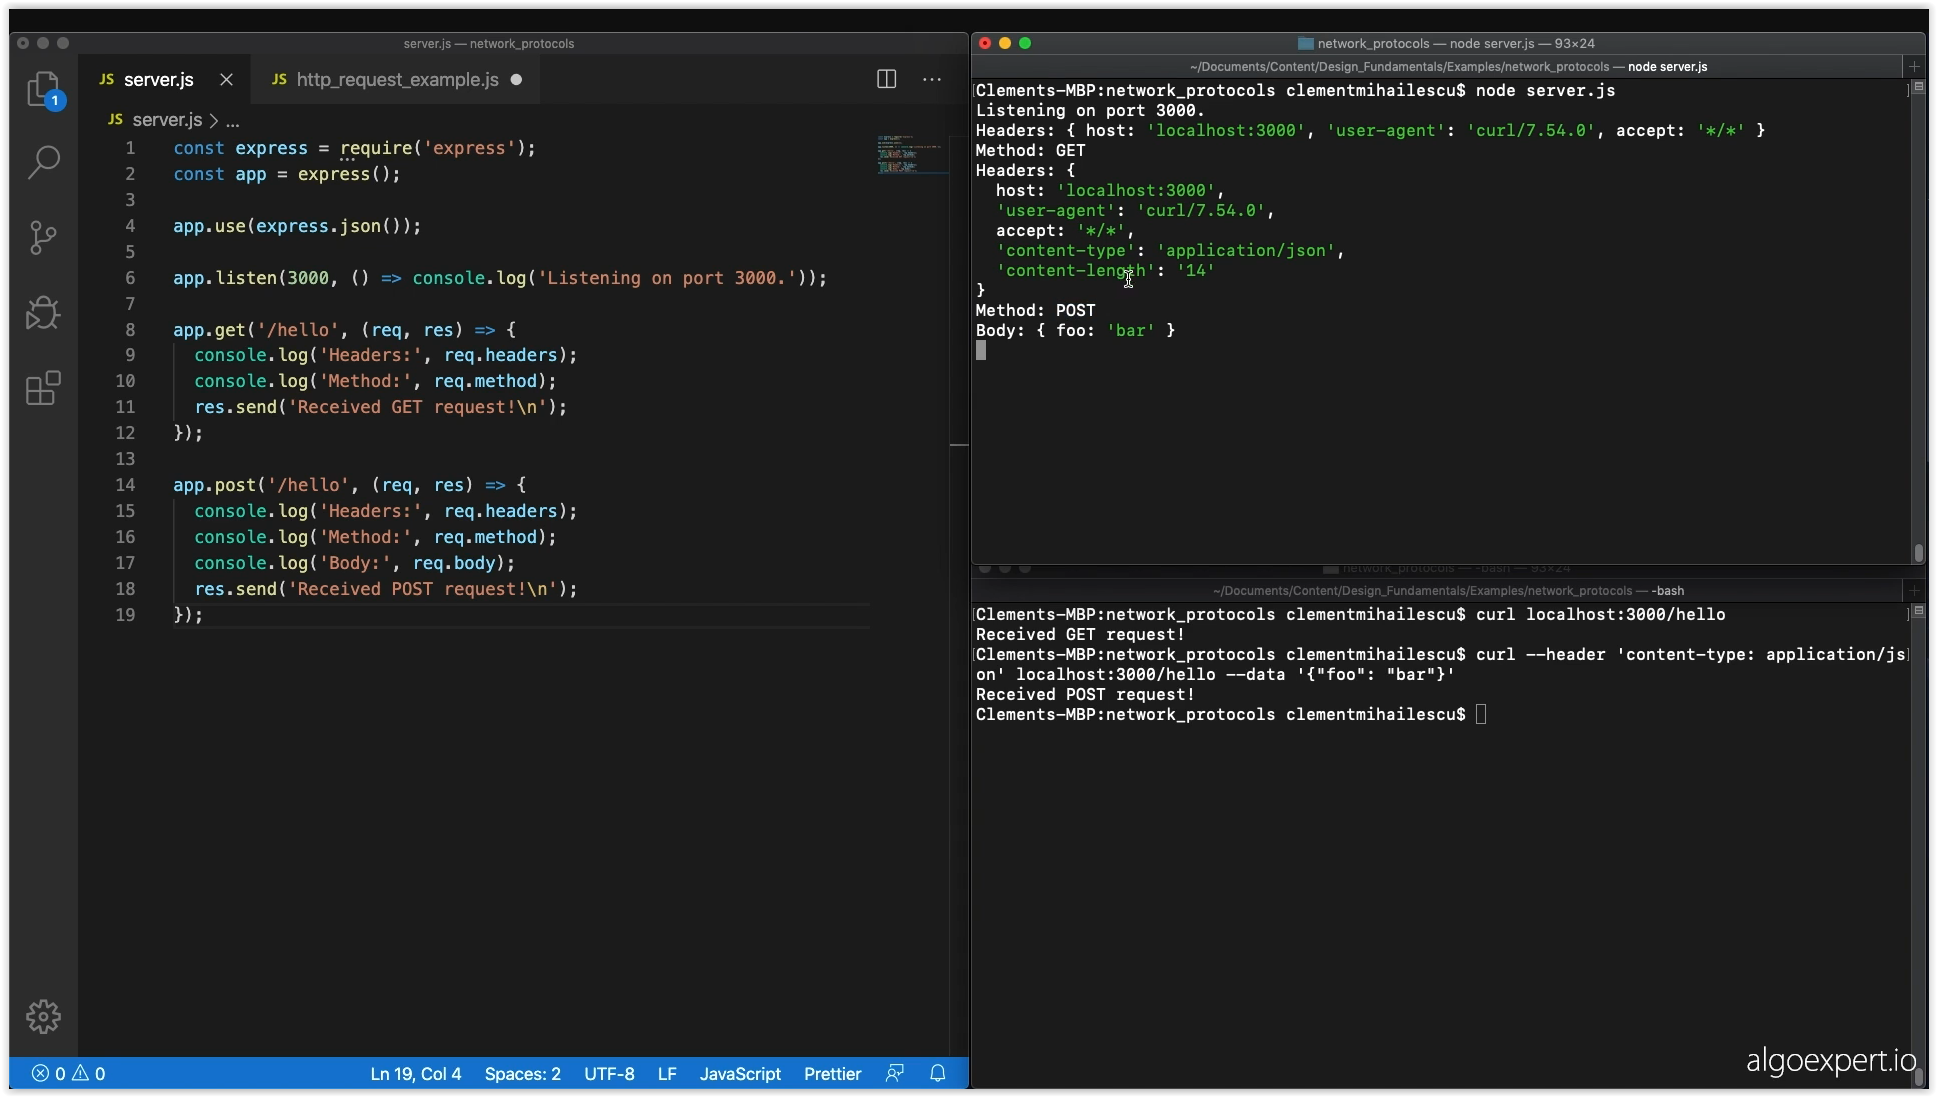 server.js — network_protocols
1
JS server.js
JS http_request_example.js
JS server.js > ...
1 const express = require('express');
2 const app = express();
3
4 app.use(express.json());
5
6 app.listen(3000, () => console.log('Listening on port 3000.'));
7
8 app.get('/hello', (req, res) => {
9 console.log('Headers:', req.headers);
10 console.log('Method:', req.method);
11 res.send('Received GET request!\n');
12 });
13
14 app.post('/hello', (req, res) => {
15 console.log('Headers:', req.headers);
16 console.log('Method:', req.method);
17 console.log('Body:', req.body);
18 res.send('Received POST request!\n');
19 });
0 0
Ln 19, Col 4
Spaces: 2
UTF-8
LF
JavaScript
Prettier
network_protocols — node server.js — 93×24
~/Documents/Content/Design_Fundamentals/Examples/network_protocols — node server.js
[Clements-MBP:network_protocols clementmihailescu$ node server.js ]
Listening on port 3000.
Headers: { host: 'localhost:3000', 'user-agent': 'curl/7.54.0', accept: '*/*' }
Method: GET
Headers: {
host: 'localhost:3000',
'user-agent': 'curl/7.54.0',
accept: '*/*',
'content-type': 'application/json',
'content-length': '14'
}
Method: POST
Body: { foo: 'bar' }
network_protocols — -bash — 93×24
~/Documents/Content/Design_Fundamentals/Examples/network_protocols — -bash
[Clements-MBP:network_protocols clementmihailescu$ curl localhost:3000/hello ]
Received GET request!
[Clements-MBP:network_protocols clementmihailescu$ curl --header 'content-type: application/js]
on' localhost:3000/hello --data '{"foo": "bar"}'
Received POST request!
Clements-MBP:network_protocols clementmihailescu$
algoexpert.io